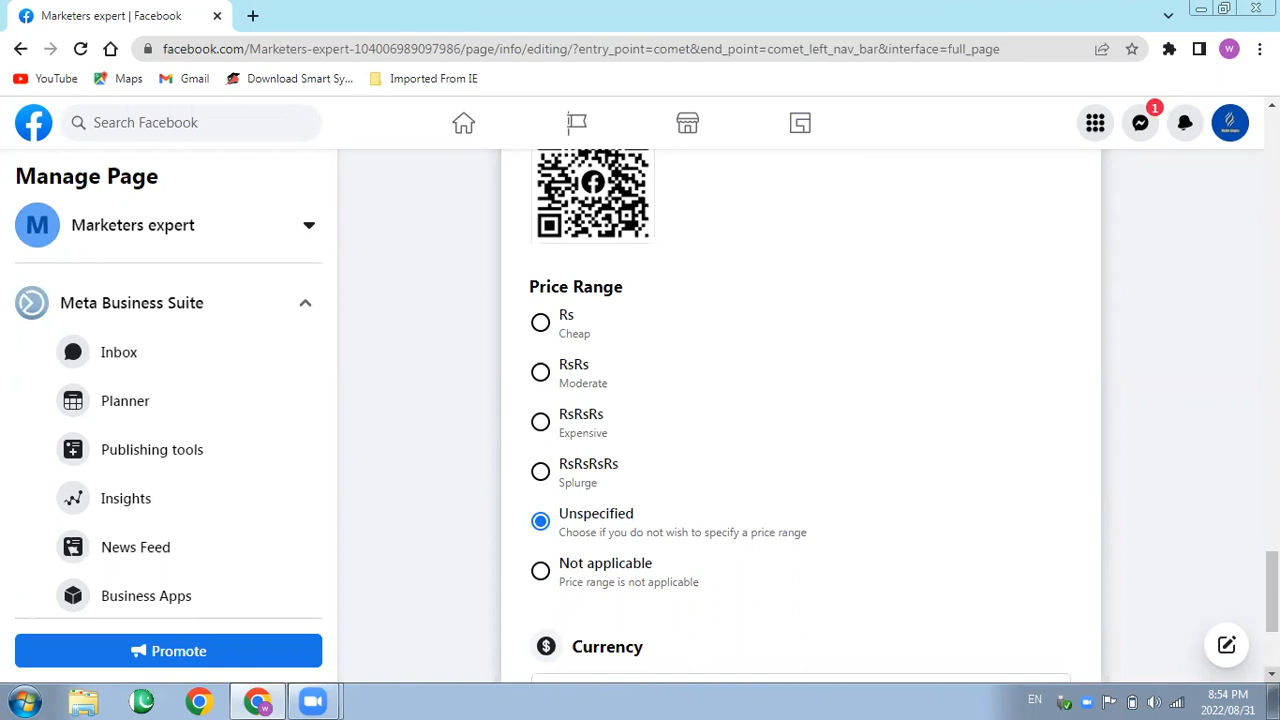 Marketers expert | Facebook
facebook.com/Marketers-expert-104006989097986/page/info/editing/?entry_point=comet&end_point=comet_left_nav_bar&interface=full_page
W
YouTube
Maps
Gmail
Download Smart Sy...
Imported From IE
Search Facebook
1
Manage Page
M
Marketers expert
Meta Business Suite
Inbox
Planner
Publishing tools
Insights
News Feed
Business Apps
Promote
Price Range
Rs
Cheap
RsRs
Moderate
RsRsRs
Expensive
RsRsRsRs
Splurge
Unspecified
Choose if you do not wish to specify a price range
Not applicable
Price range is not applicable
$
Currency
EN
8:54 PM
2022/08/31